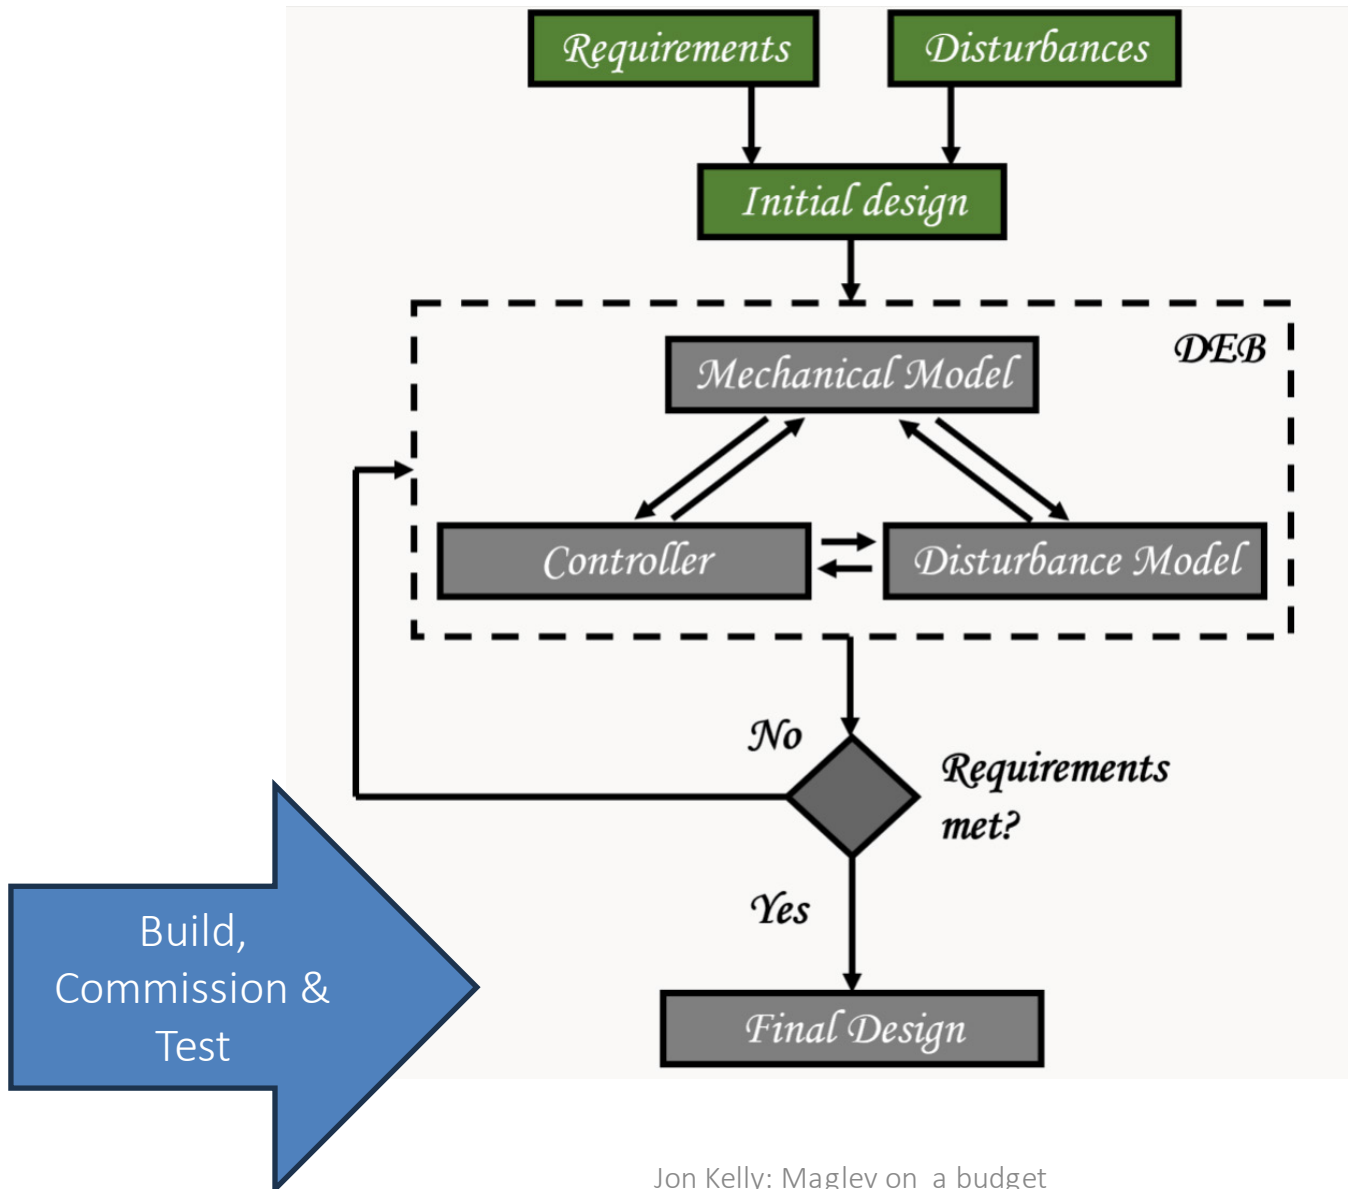 Requirements
Disturbances
Initial design
DEB
Mechanical Model
Controller
Disturbance Model
No
Requirements
met?
Yes
Build,
Commission &
Test
Final Design
Jon Kelly: Maglev on a budget